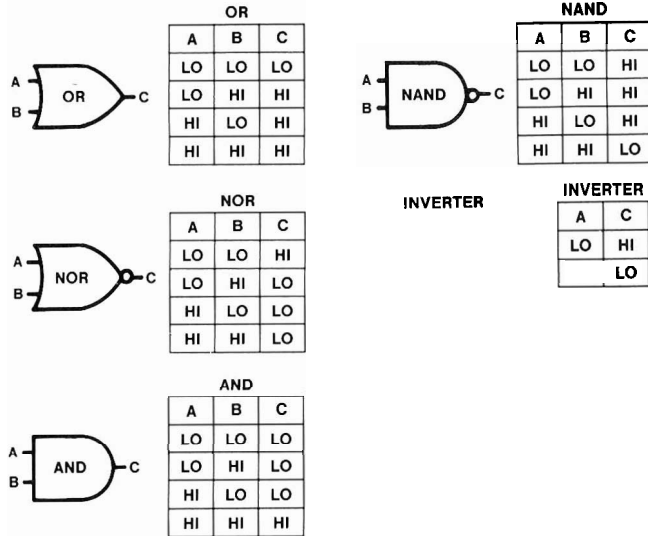 OR
A B C
LO LO LO
LO HI HI
HI LO HI
HI HI HI
A
B
OR
C
NAND
A B C
LO LO HI
LO HI HI
HI LO HI
HI HI LO
A
B
NAND
C
NOR
A B C
LO LO HI
LO HI LO
HI LO LO
HI HI LO
A
B
NOR
C
INVERTER
INVERTER
A C
LO HI
LO
AND
A B C
LO LO LO
LO HI LO
HI LO LO
HI HI HI
A
B
AND
C